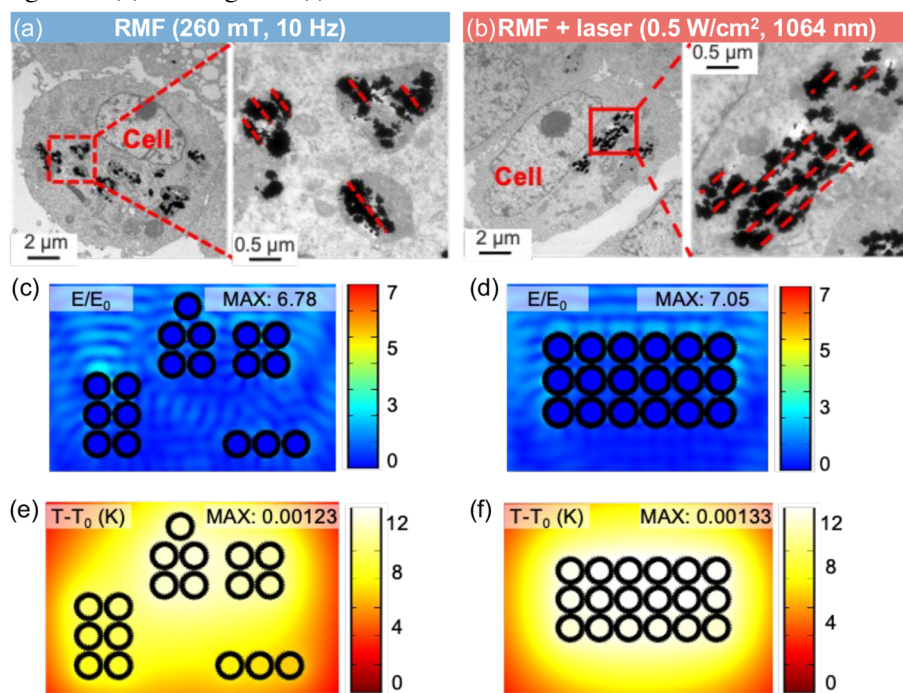 (a) RMF (260 mT, 10 Hz)
Cell
2 μm
0.5 μm
(b) RMF + laser (0.5 W/cm², 1064 nm)
0.5 μm
Cell
2 μm
(c) E/E₀ MAX: 6.78
7
5
3
0
(d) E/E₀ MAX: 7.05
7
5
3
0
(e) T-T₀ (K) MAX: 0.00123
12
8
4
0
(f) T-T₀ (K) MAX: 0.00133
12
8
4
0